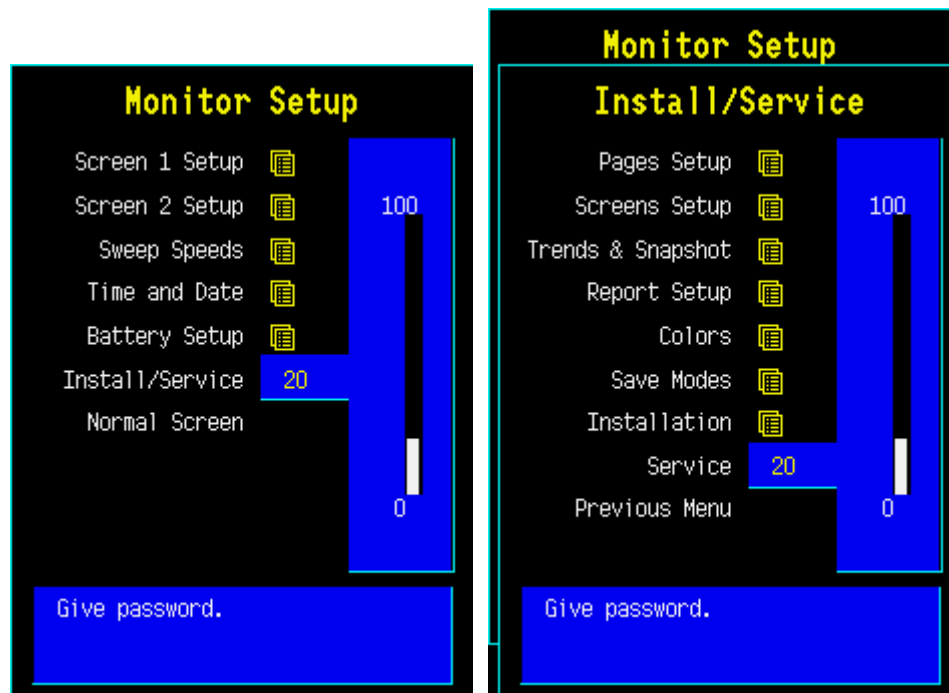 Monitor Setup
Screen 1 Setup
Screen 2 Setup
100
Sweep Speeds
Time and Date
Battery Setup
Install/Service 20
Normal Screen
0
Give password.
Monitor Setup
Install/Service
Pages Setup
Screens Setup
100
Trends & Snapshot
Report Setup
Colors
Save Modes
Installation
Service 20
Previous Menu
0
Give password.